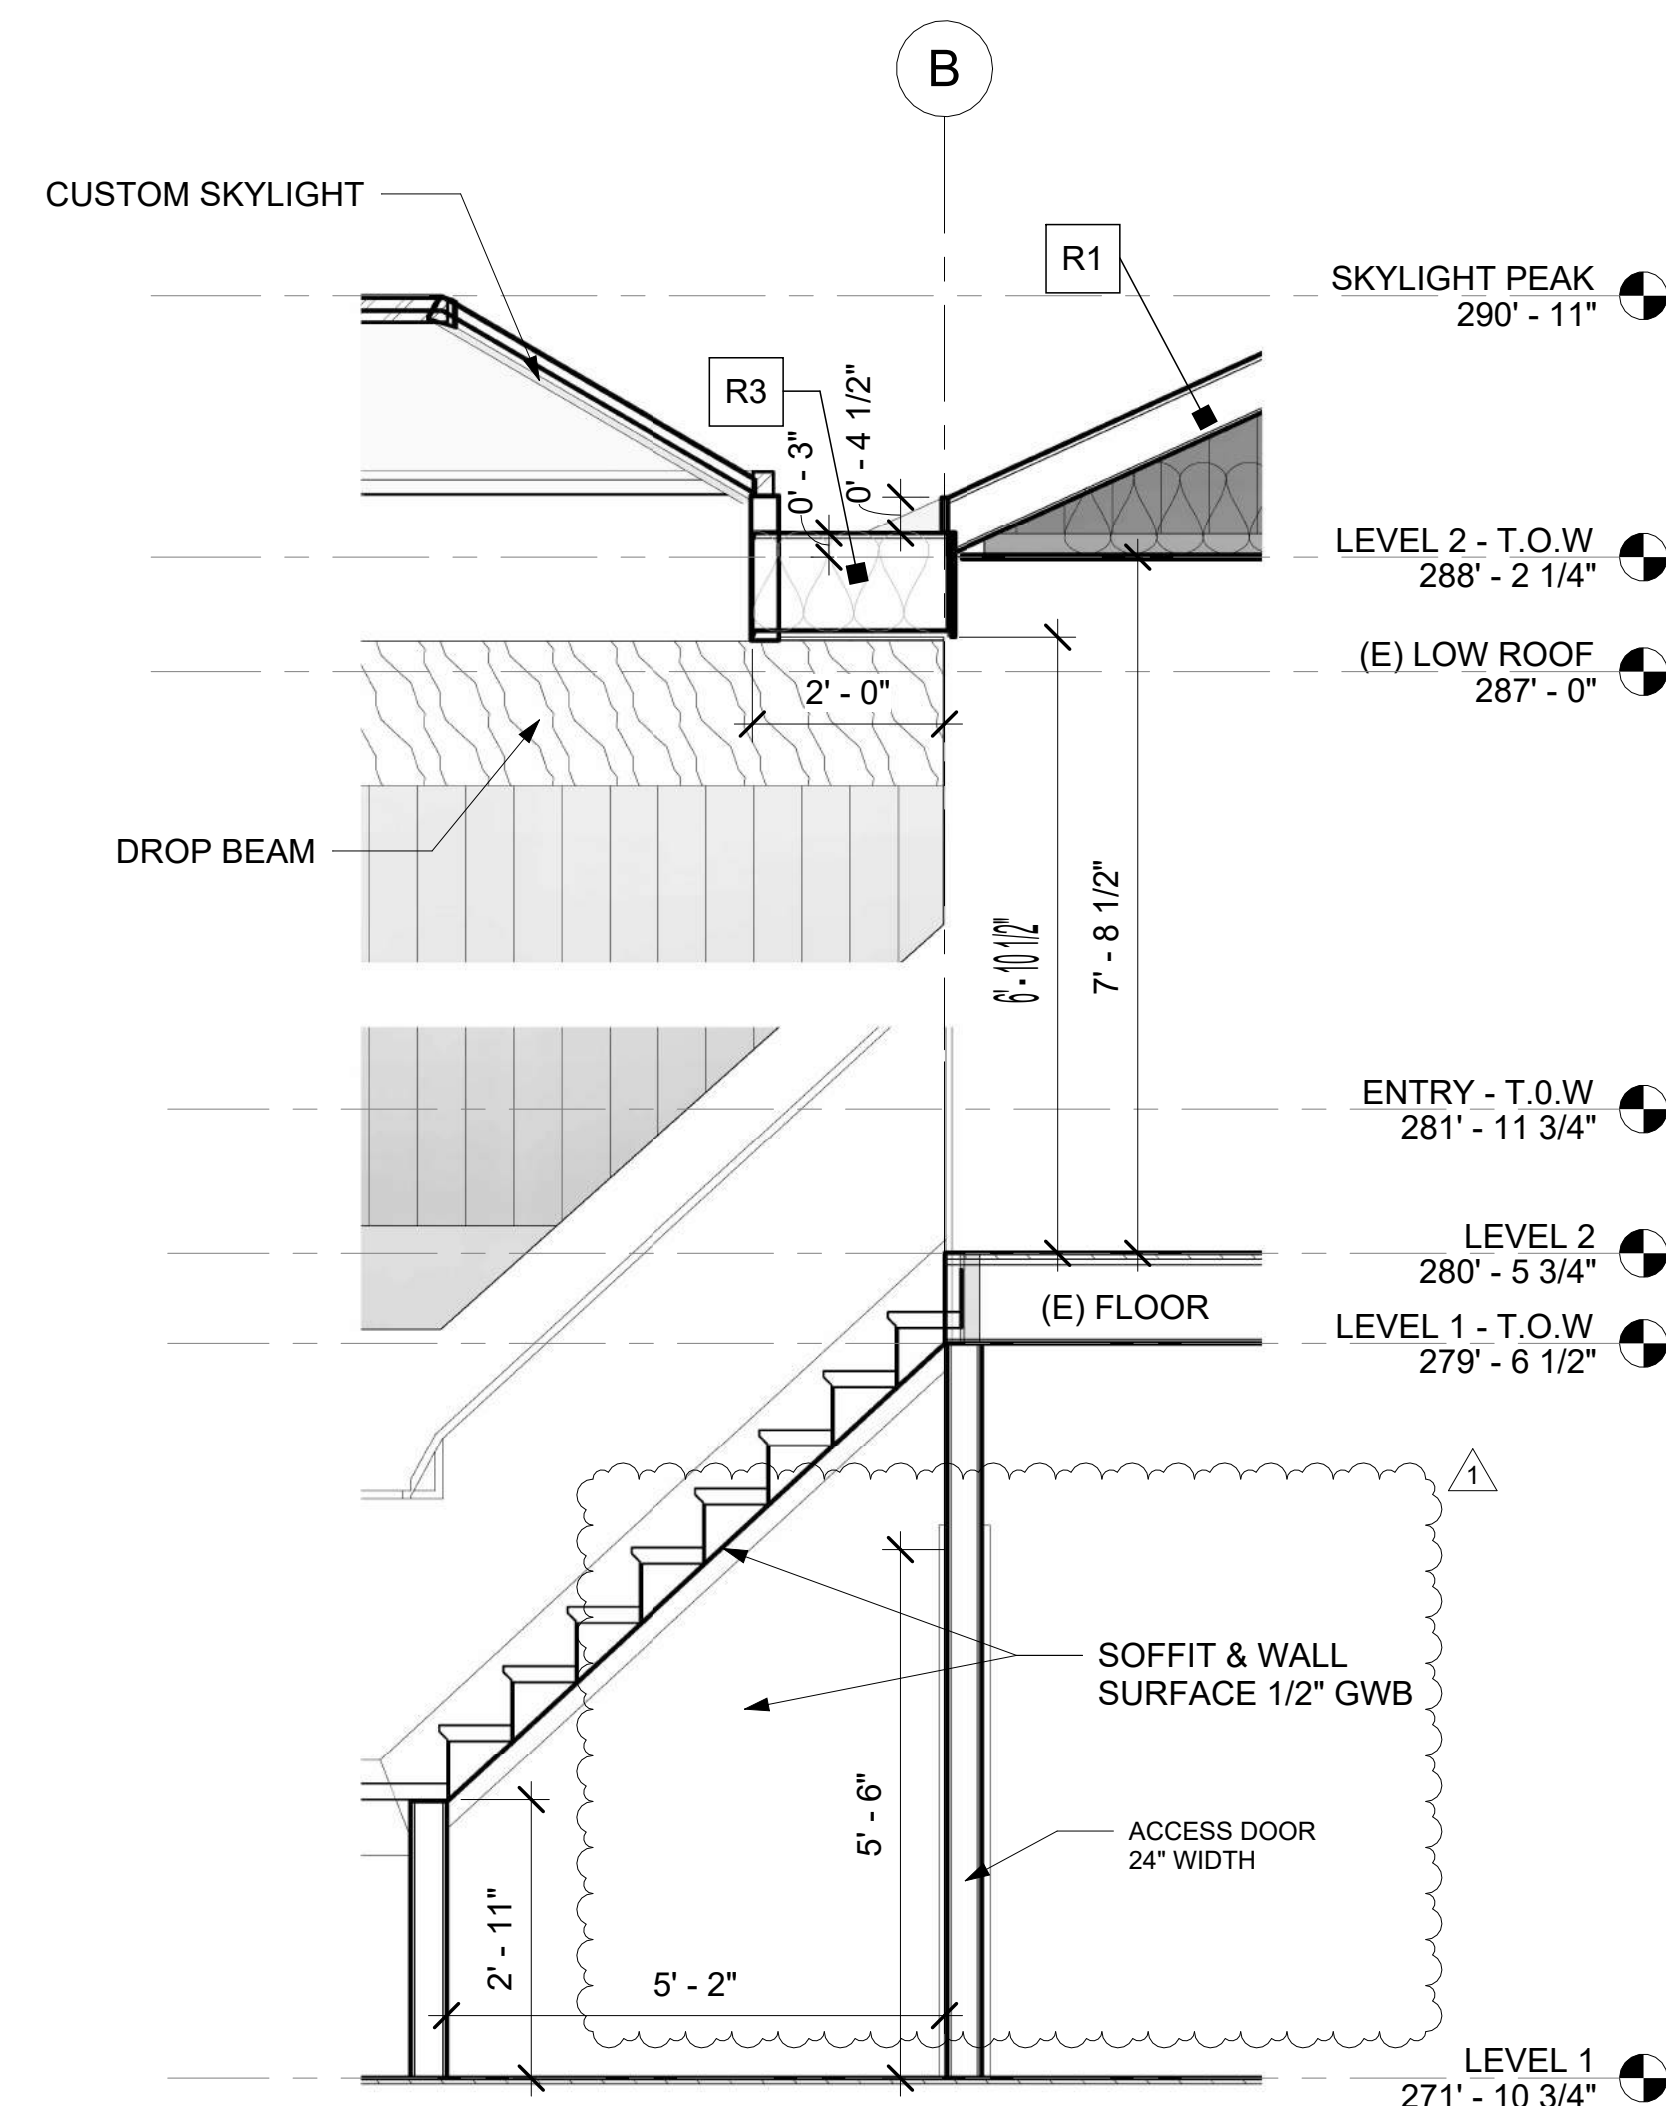 B
CUSTOM SKYLIGHT
R1
SKYLIGHT PEAK
290' - 11"
R3
0' - 3"
0' - 4 1/2"
LEVEL 2 - T.O.W
288' - 2 1/4"
(E) LOW ROOF
287' - 0"
2' - 0"
DROP BEAM
6' - 10 1/2"
7' - 8 1/2"
ENTRY - T.0.W
281' - 11 3/4"
LEVEL 2
280' - 5 3/4"
(E) FLOOR
LEVEL 1 - T.O.W
279' - 6 1/2"
1
SOFFIT & WALL
SURFACE 1/2" GWB
5' - 6"
ACCESS DOOR
24" WIDTH
2' - 11"
5' - 2"
LEVEL 1
271' - 10 3/4"